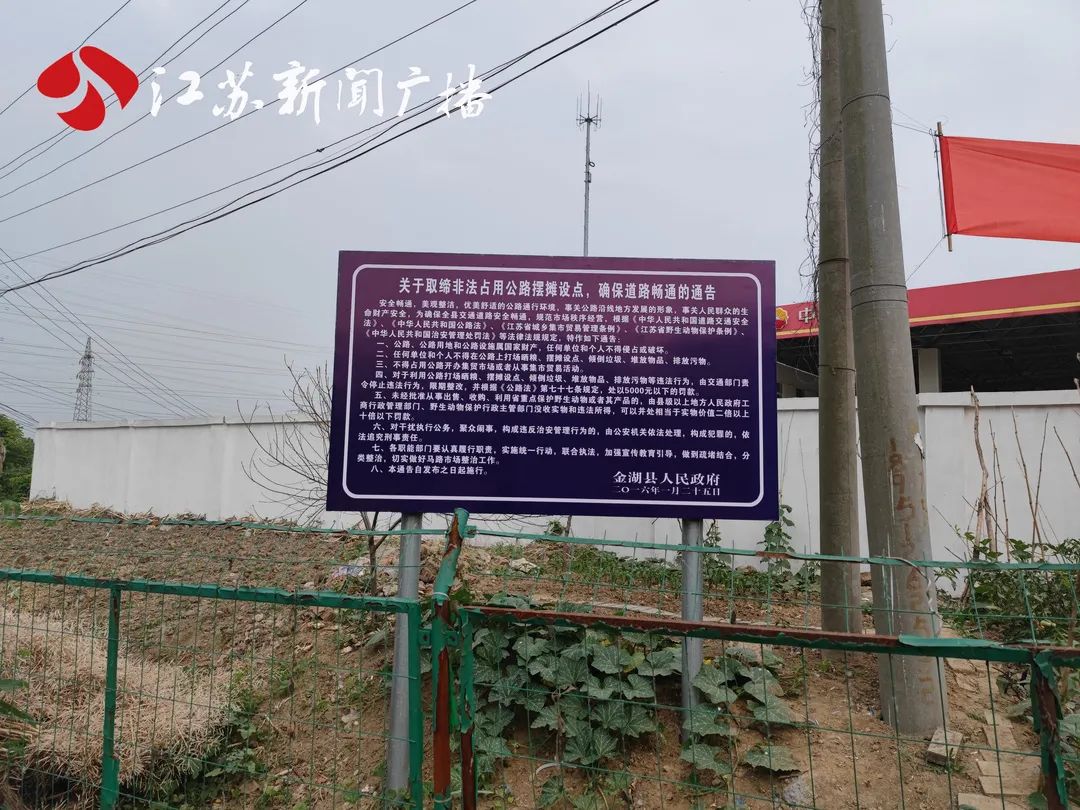 江苏新闻广播
关于取缔非法占用公路摆摊设点，确保道路畅通的通告
安全畅通，美观整洁，优美舒适的公路通行环境，事关公路沿线地方发展的形象，事关人民群众的生
命财产安全，为确保全县交通道路安全畅通，规范市场秩序经营，根据《中华人民共和国道路交通安全
法》、《中华人民共和国公路法》、《江苏省城乡集市贸易管理条例》、《江苏省野生动物保护条例》、
《中华人民共和国治安管理处罚法》等法律法规规定，特作如下通告：
一、公路、公路用地和公路设施属国家财产，任何单位和个人不得侵占或破坏。
二、任何单位和个人不得在公路上打场晒粮、摆摊设点、倾倒垃圾、堆放物品、排放污物。
三、不得占用公路开办集贸市场或者从事集市贸易活动。
四、对于利用公路打场晒粮、摆摊设点、倾倒垃圾、堆放物品、排放污物等违法行为，由交通部门责
令停止违法行为，限期整改，并根据《公路法》第七十七条规定，处以5000元以下的罚款。
五、未经批准从事出售、收购、利用省重点保护野生动物或者其产品的，由县级以上地方人民政府工
商行政管理部门、野生动物保护行政主管部门没收实物和违法所得，可以并处相当于实物价值二倍以上
十倍以下的罚款。
六、对干扰执行公务，聚众闹事，构成违反治安管理行为的，由公安机关依法处理，构成犯罪的，依
法追究刑事责任。
七、各职能部门要认真履行职责，实施统一行动，联合执法，加强宣传教育引导，做到疏堵结合，分
类整治，切实做好马路市场整治工作。
八、本通告自发布之日起施行。
金湖县人民政府
二〇一六年一月二十五日
中